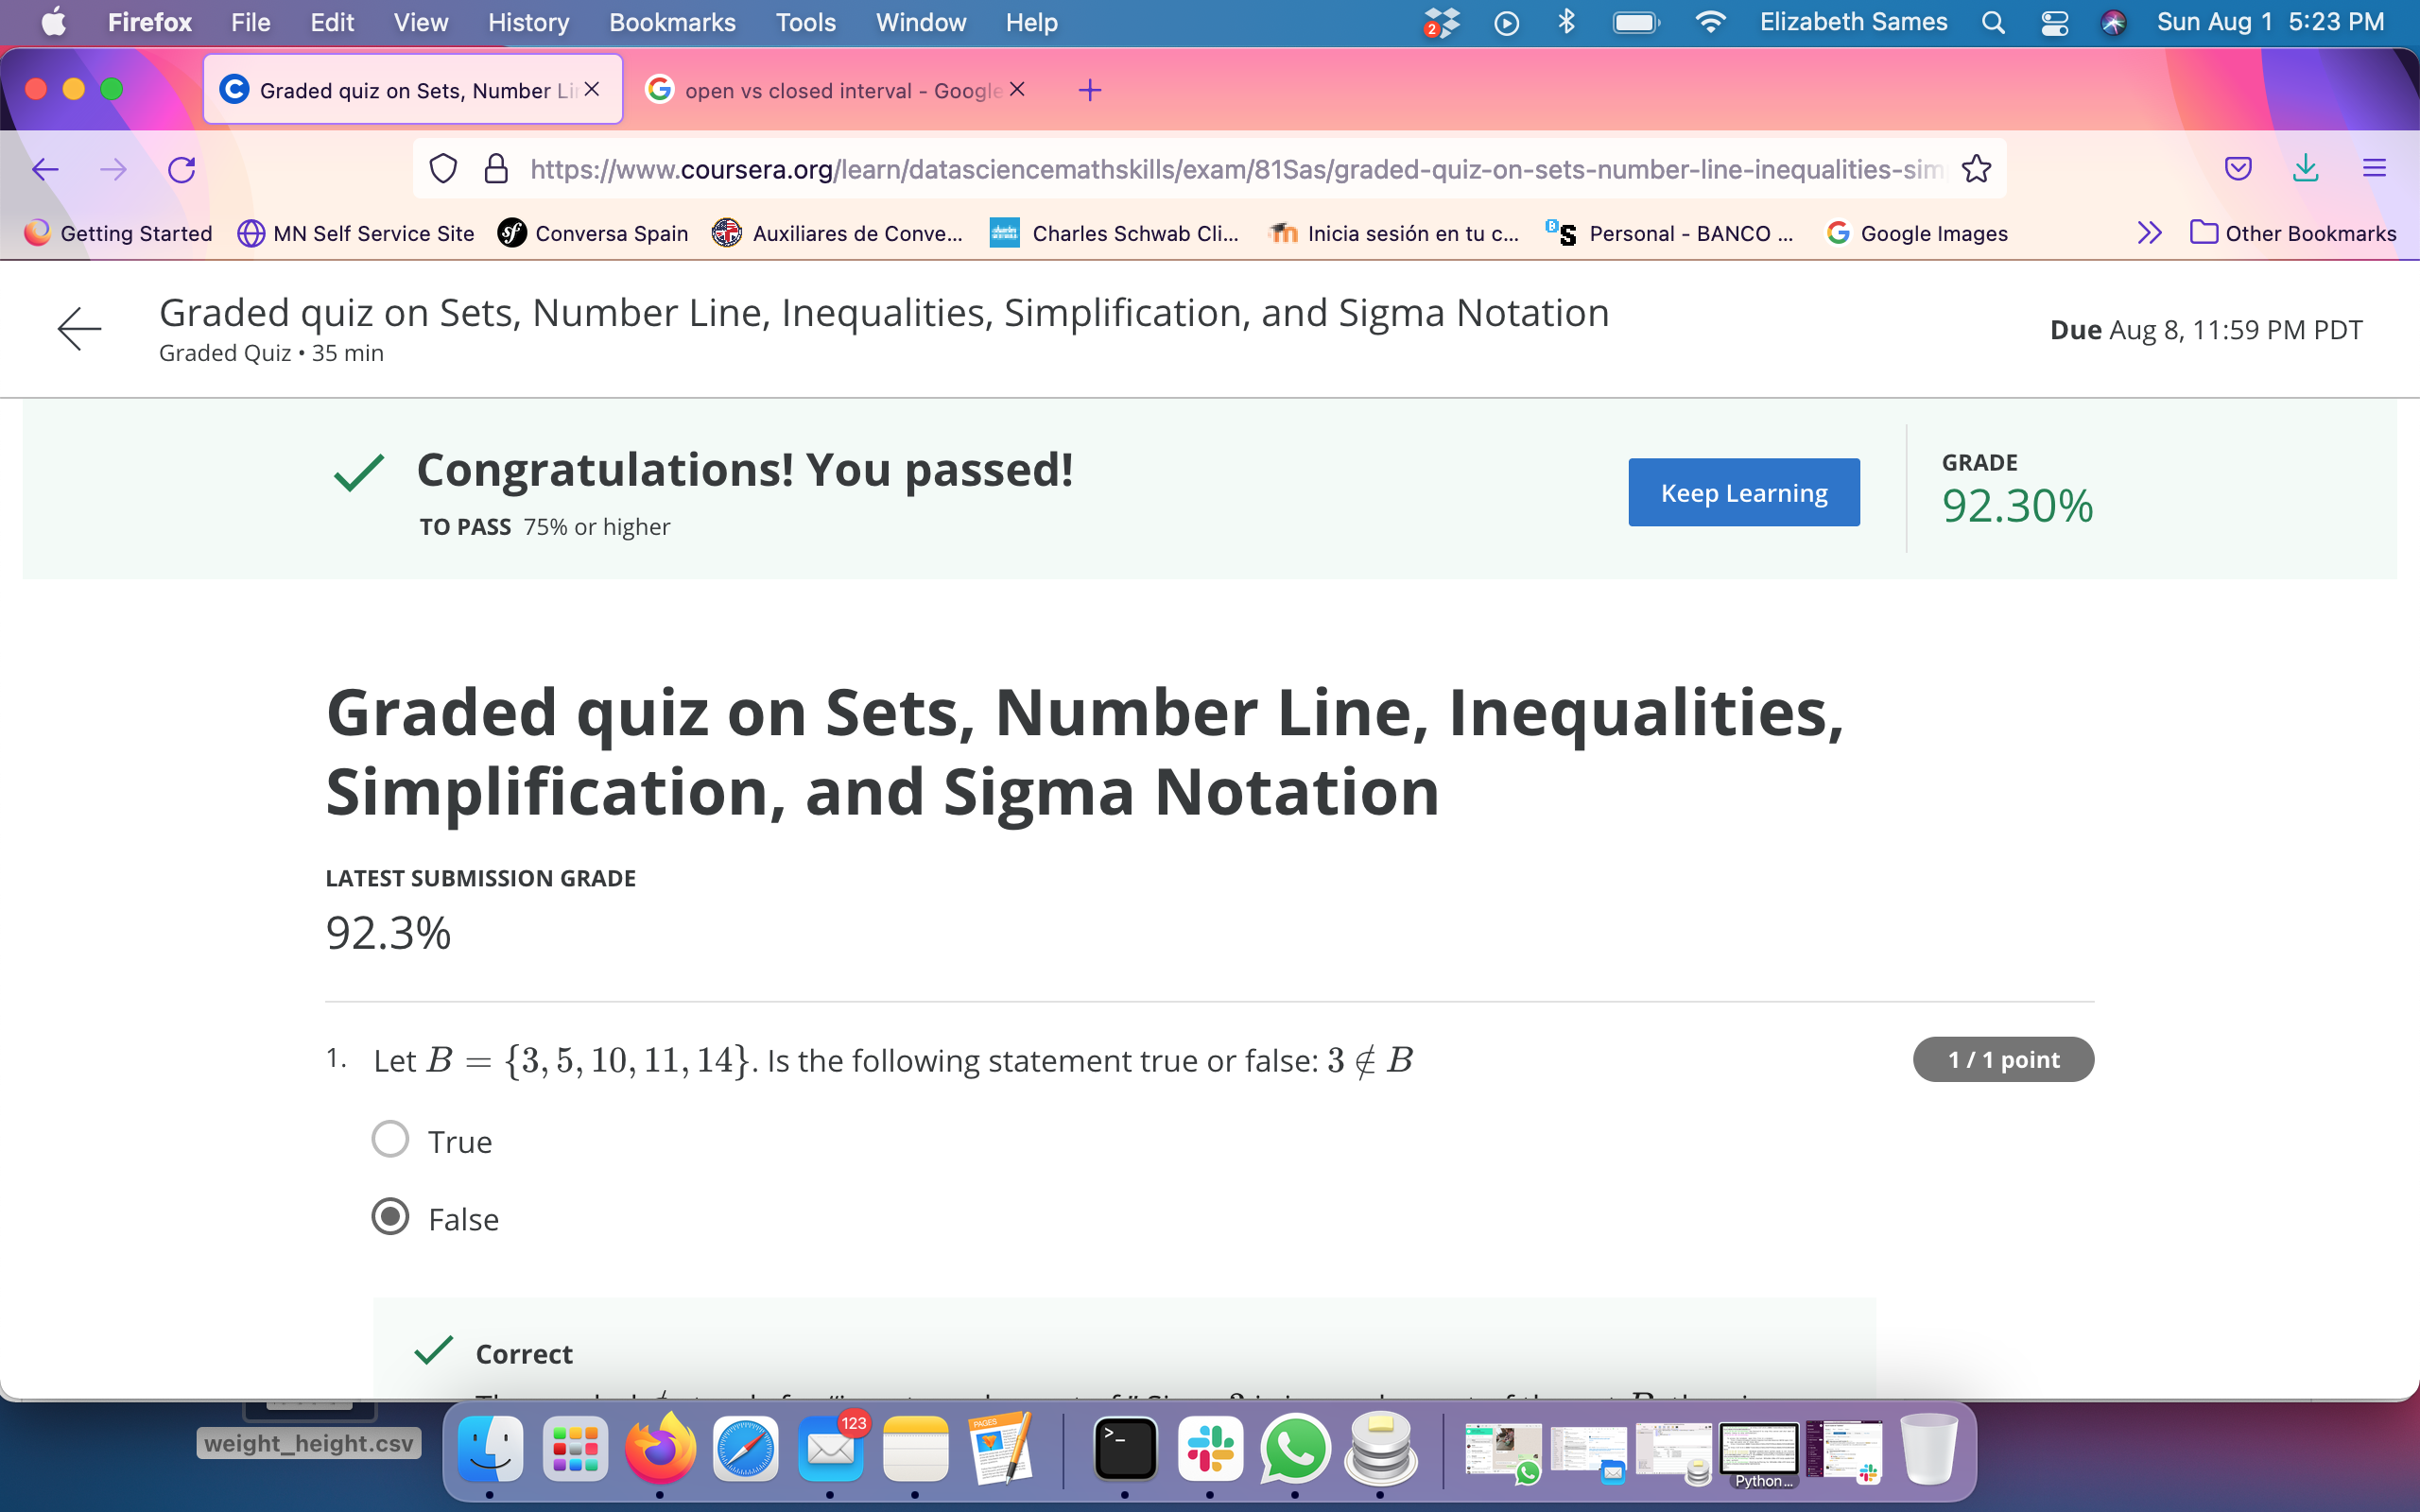 Firefox File Edit View History Bookmarks Tools Window Help 2 Elizabeth Sames Sun Aug 1 5:23 PM
Graded quiz on Sets, Number Li
open vs closed interval - Google
https://www.coursera.org/learn/datasciencemathskills/exam/81Sas/graded-quiz-on-sets-number-line-inequalities-sim
Getting Started MN Self Service Site Conversa Spain Auxiliares de Conve... Charles Schwab Cli... Inicia sesión en tu c... Personal - BANCO ... Google Images Other Bookmarks
Graded quiz on Sets, Number Line, Inequalities, Simplification, and Sigma Notation
Graded Quiz • 35 min
Due Aug 8, 11:59 PM PDT
Congratulations! You passed!
TO PASS 75% or higher
Keep Learning
GRADE
92.30%
Graded quiz on Sets, Number Line, Inequalities,
Simplification, and Sigma Notation
LATEST SUBMISSION GRADE
92.3%
1. Let B = {3, 5, 10, 11, 14}. Is the following statement true or false: 3 ∉ B
1 / 1 point
True
False
Correct
weight_height.csv
123
PAGES
Python ...